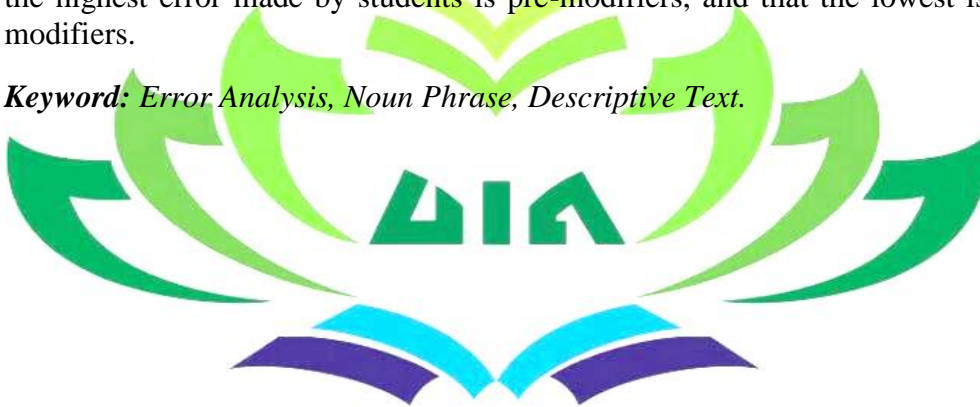 the highest error made by students is pre-modifiers, and that the lowest is
modifiers.
Keyword: Error Analysis, Noun Phrase, Descriptive Text.
UIN